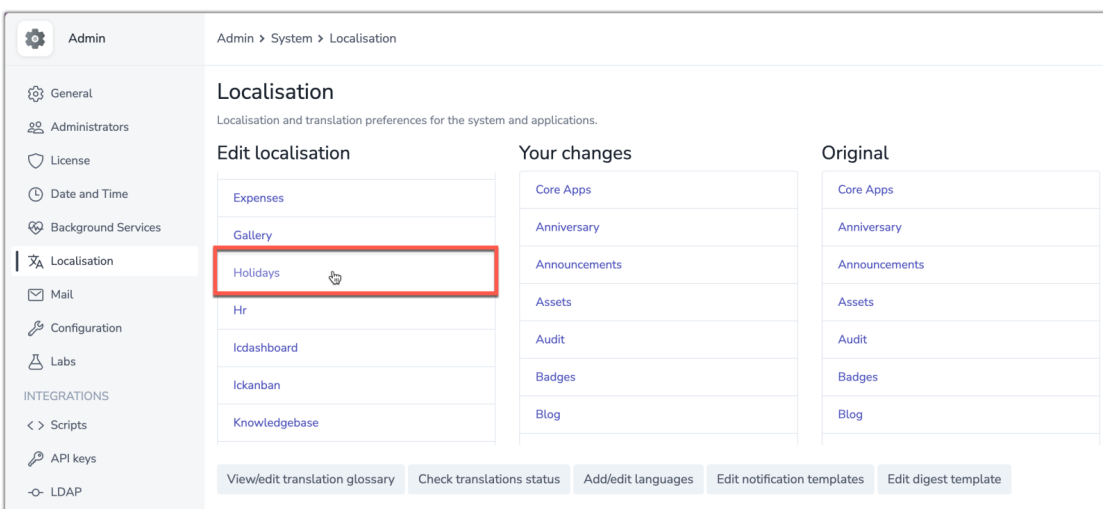 Admin
Admin > System > Localisation
General
Administrators
License
Date and Time
Background Services
Localisation
Mail
Configuration
Labs
INTEGRATIONS
Scripts
API keys
LDAP
Localisation
Localisation and translation preferences for the system and applications.
Edit localisation
Expenses
Gallery
Holidays
Hr
Icdashboard
Ickanban
Knowledgebase
Your changes
Core Apps
Anniversary
Announcements
Assets
Audit
Badges
Blog
Original
Core Apps
Anniversary
Announcements
Assets
Audit
Badges
Blog
View/edit translation glossary
Check translations status
Add/edit languages
Edit notification templates
Edit digest template